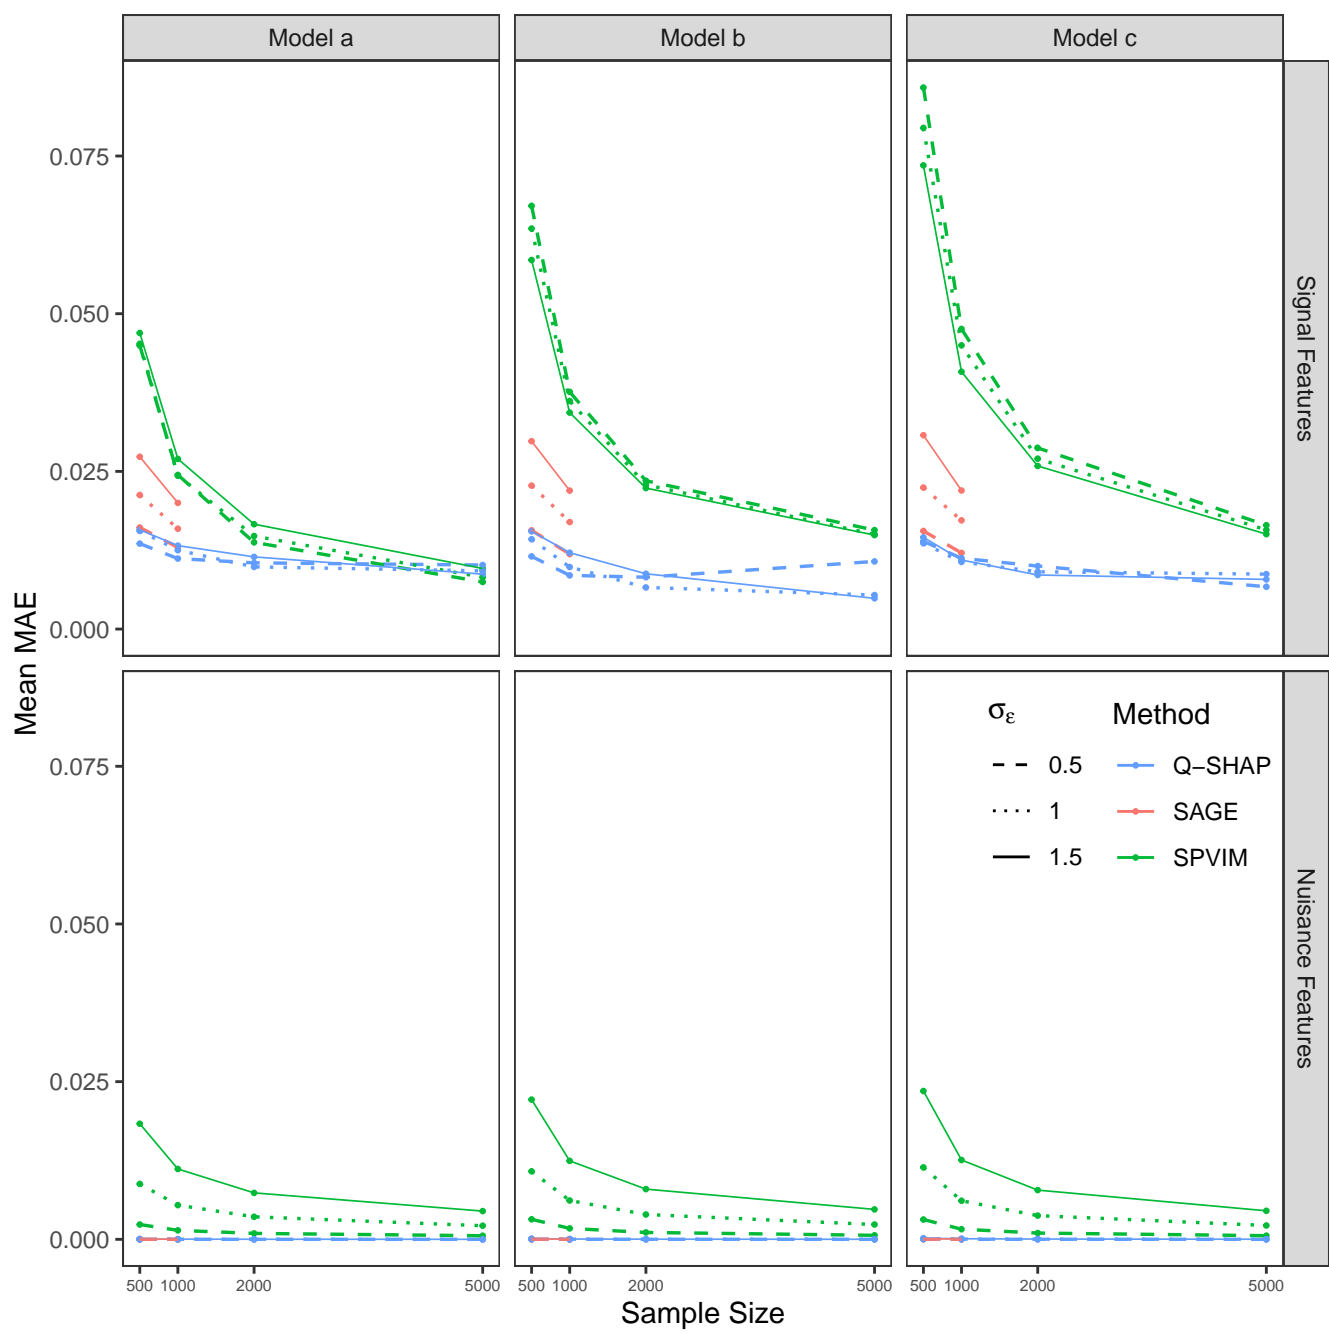 Model a
Model b
Model c
Mean MAE
0.075
0.050
0.025
0.000
Signal Features
0.075
0.050
0.025
0.000
Nuisance Features
σε
0.5
1
1.5
Method
Q−SHAP
SAGE
SPVIM
500 1000 2000 5000
500 1000 2000 5000
500 1000 2000 5000
Sample Size